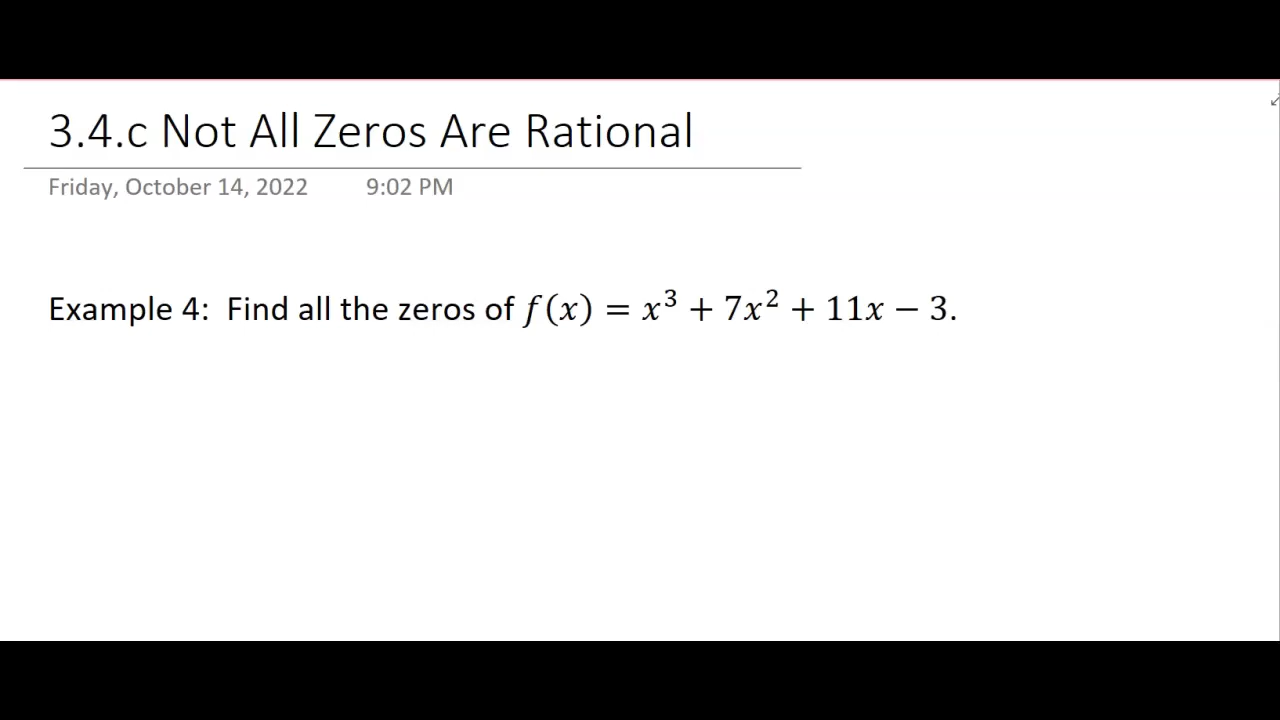 3.4.c Not All Zeros Are Rational
Friday, October 14, 2022 9:02 PM
Example 4: Find all the zeros of f(x) = x³ + 7x² + 11x − 3.